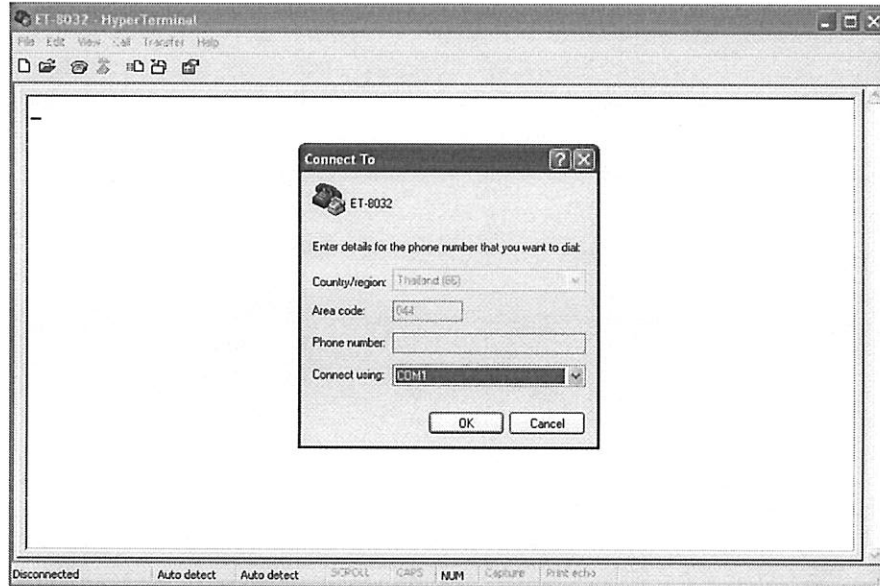 ET-8032 - HyperTerminal
File Edit View Call Transfer Help
Connect To
ET-8032
Enter details for the phone number that you want to dial:
Country/region: Thailand (66)
Area code: 044
Phone number:
Connect using: COM1
OK Cancel
Disconnected Auto detect Auto detect SCROLL CAPS NUM Capture Print echo